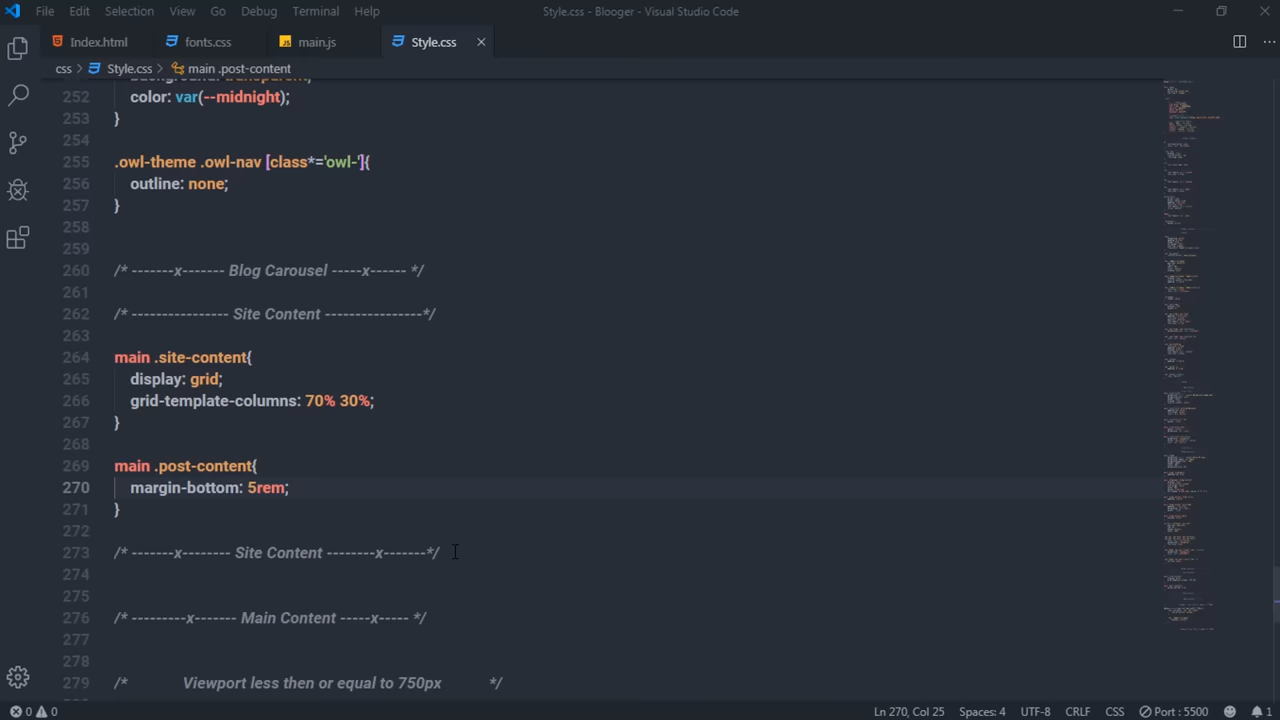 File Edit Selection View Go Debug Terminal Help Style.css - Blooger - Visual Studio Code
Index.html fonts.css main.js Style.css
css > Style.css > main .post-content
252 color: var(--midnight);
253 }
254
255 .owl-theme .owl-nav [class*='owl-']{
256 outline: none;
257 }
258
259
260 /* -------x------- Blog Carousel -----x------ */
261
262 /* ---------------- Site Content ----------------*/
263
264 main .site-content{
265 display: grid;
266 grid-template-columns: 70% 30%;
267 }
268
269 main .post-content{
270 margin-bottom: 5rem;
271 }
272
273 /* -------x-------- Site Content --------x-------*/
274
275
276 /* ---------x------- Main Content -----x----- */
277
278
279 /* Viewport less then or equal to 750px */
0 0 Ln 270, Col 25 Spaces: 4 UTF-8 CRLF CSS Port : 5500 1